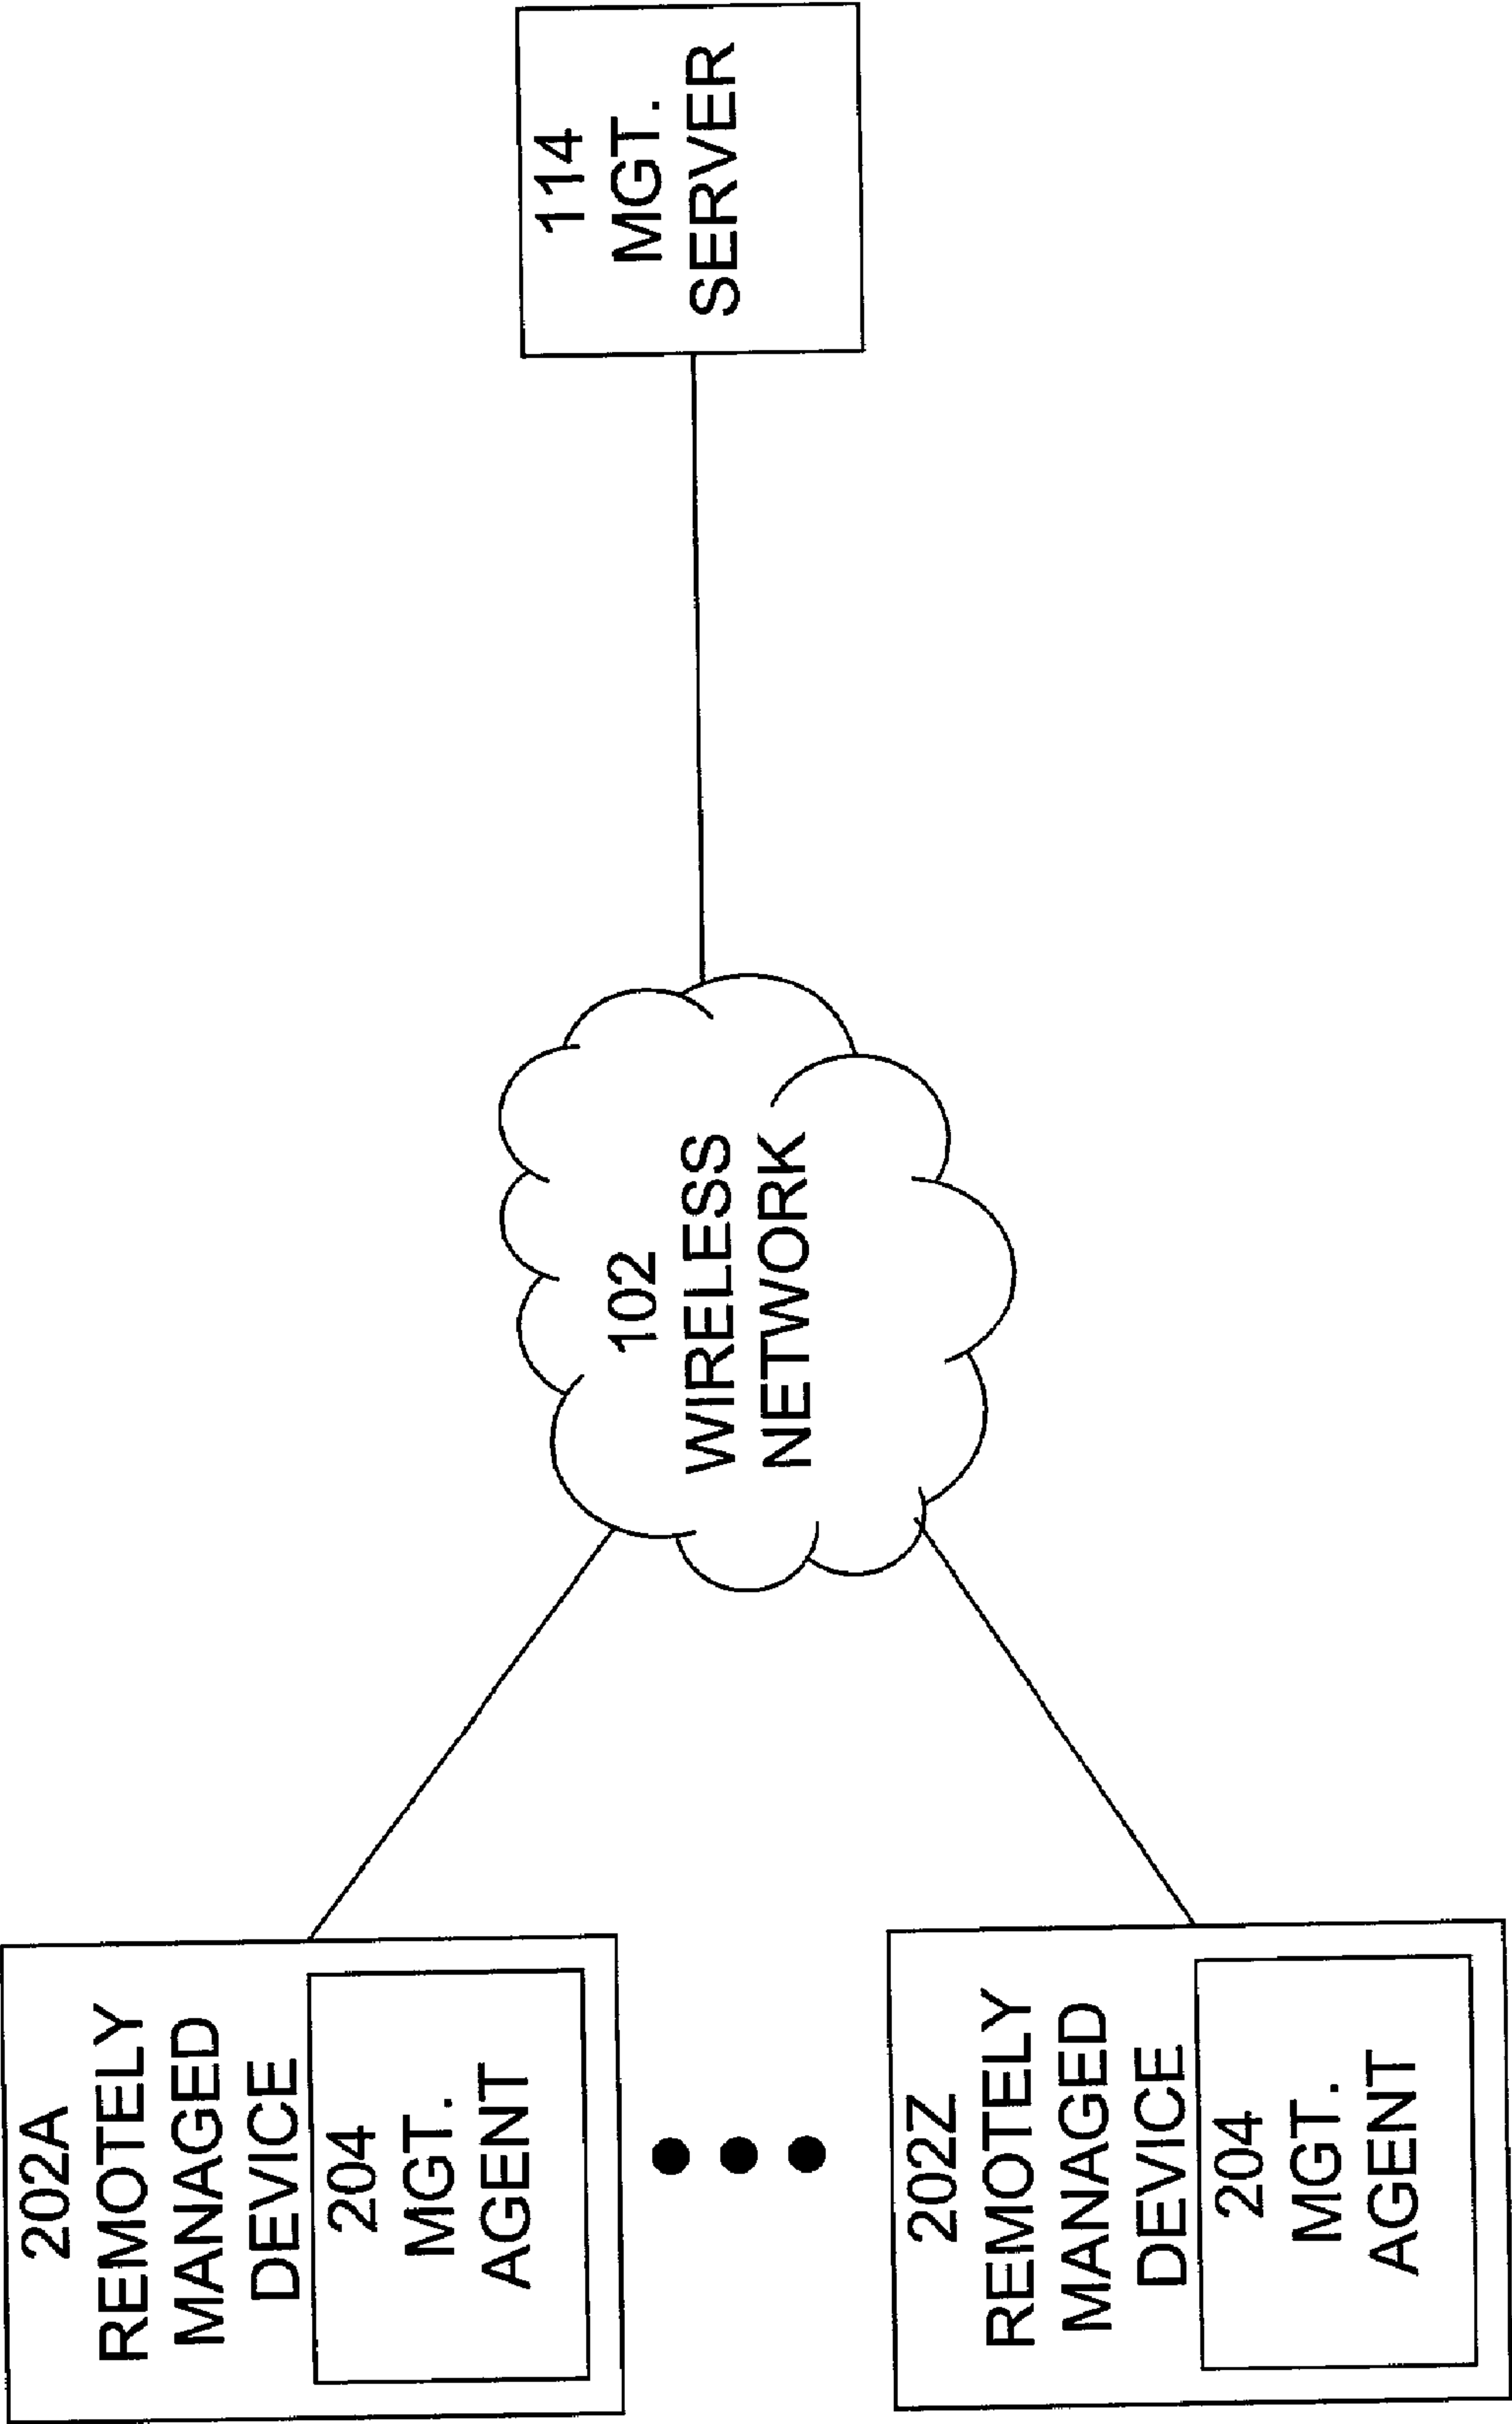 202A
REMOTELY
MANAGED
DEVICE
204
MGT.
AGENT
202Z
REMOTELY
MANAGED
DEVICE
204
MGT.
AGENT
102
WIRELESS
NETWORK
114
MGT.
SERVER